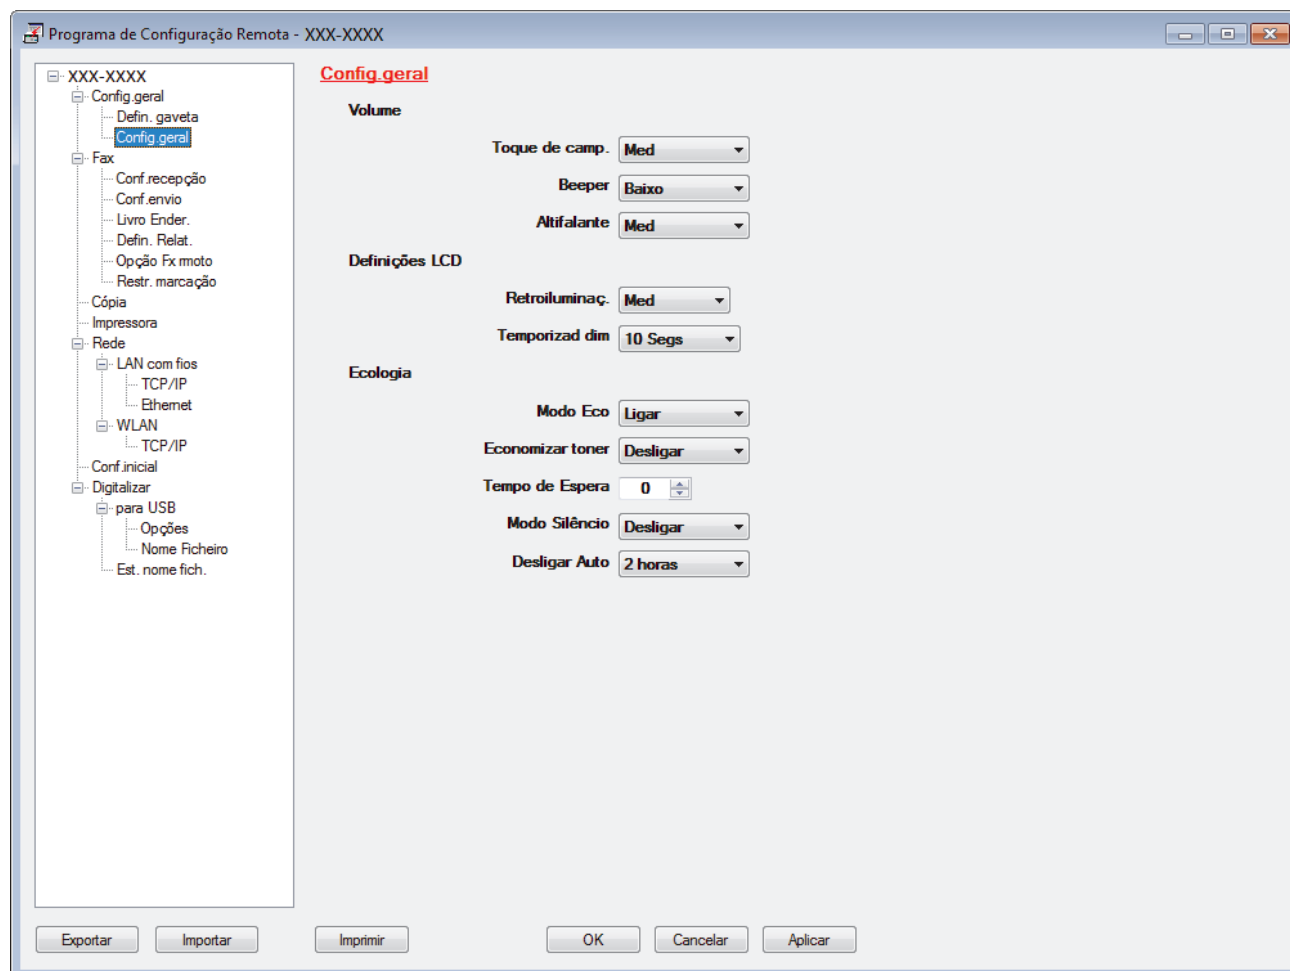 Programa de Configuração Remota - XXX-XXXX
XXX-XXXX
Config.geral
Defin. gaveta
Config.geral
Fax
Conf.recepção
Conf.envio
Livro Ender.
Defin. Relat.
Opção Fx rmoto
Restr. marcação
Cópia
Impressora
Rede
LAN com fios
TCP/IP
Ethernet
WLAN
TCP/IP
Conf.inicial
Digitalizar
para USB
Opções
Nome Ficheiro
Est. nome fich.
Config.geral
Volume
Toque de camp. Med
Beeper Baixo
Altifalante Med
Definições LCD
Retroiluminaç. Med
Temporizad dim 10 Segs
Ecologia
Modo Eco Ligar
Economizar toner Desligar
Tempo de Espera 0
Modo Silêncio Desligar
Desligar Auto 2 horas
Exportar Importar Imprimir OK Cancelar Aplicar